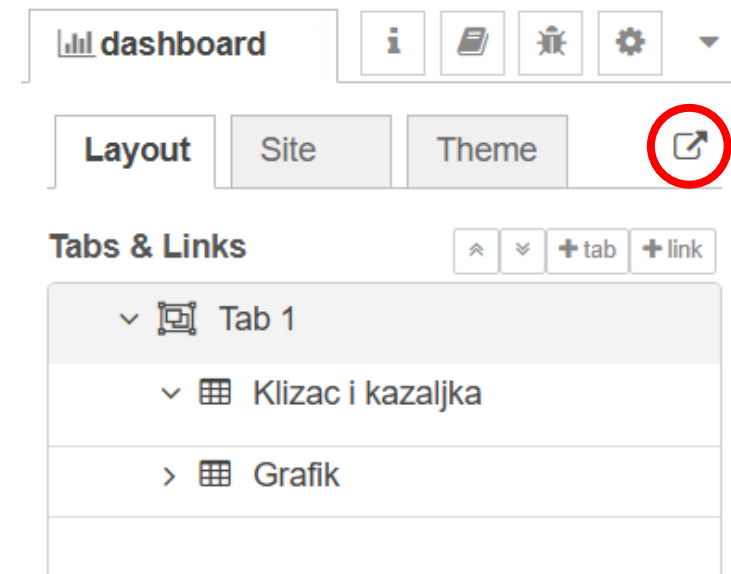 dashboard
Layout Site Theme
Tabs & Links + tab + link
Tab 1
Klizac i kazaljka
Grafik